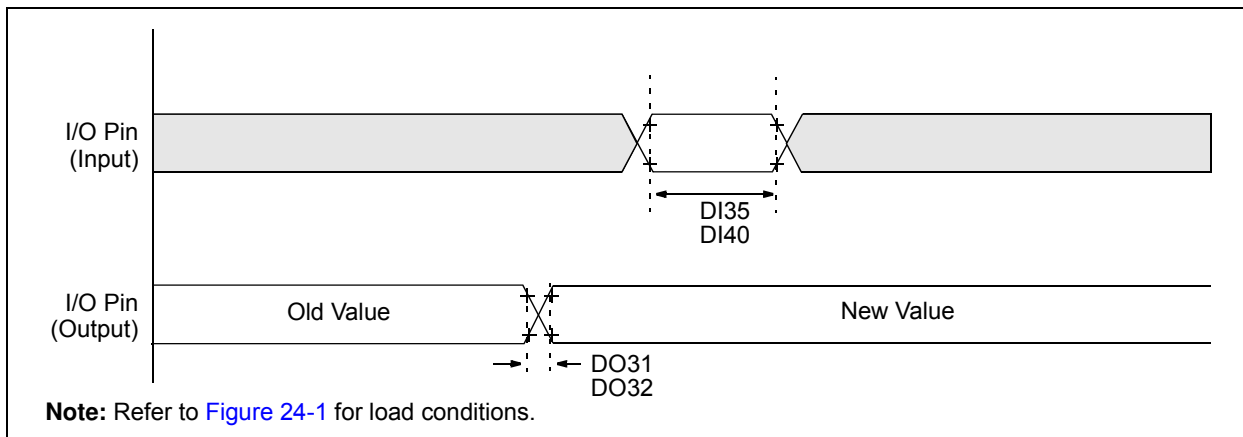 I/O Pin
(Input)
DI35
DI40
I/O Pin
(Output)
Old Value
New Value
DO31
DO32
Note: Refer to Figure 24-1 for load conditions.